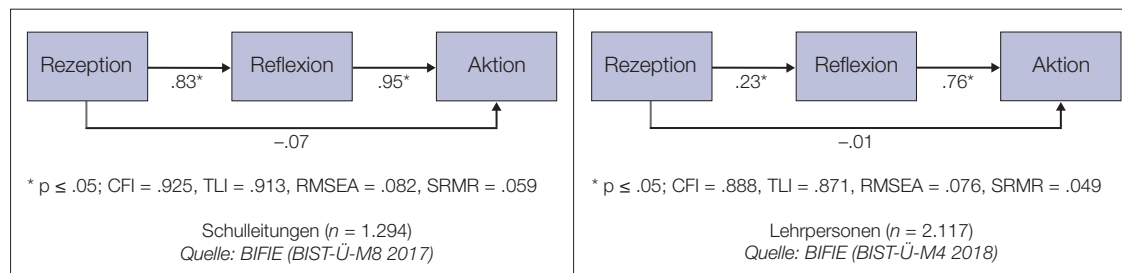 Rezeption
Reflexion
Aktion
.83*
.95*
–.07
* p ≤ .05; CFI = .925, TLI = .913, RMSEA = .082, SRMR = .059
Schulleitungen (n = 1.294)
Quelle: BIFIE (BIST-Ü-M8 2017)
Rezeption
Reflexion
Aktion
.23*
.76*
–.01
* p ≤ .05; CFI = .888, TLI = .871, RMSEA = .076, SRMR = .049
Lehrpersonen (n = 2.117)
Quelle: BIFIE (BIST-Ü-M4 2018)